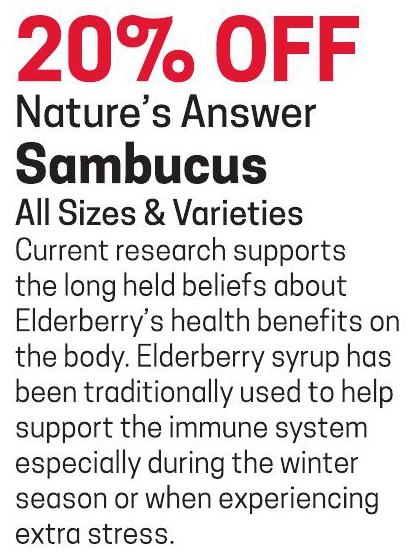 20% OFF
Nature's Answer
Sambucus
All Sizes & Varieties
Current research supports
the long held beliefs about
Elderberry's health benefits on
the body. Elderberry syrup has
been traditionally used to help
support the immune system
especially during the winter
season or when experiencing
extra stress.